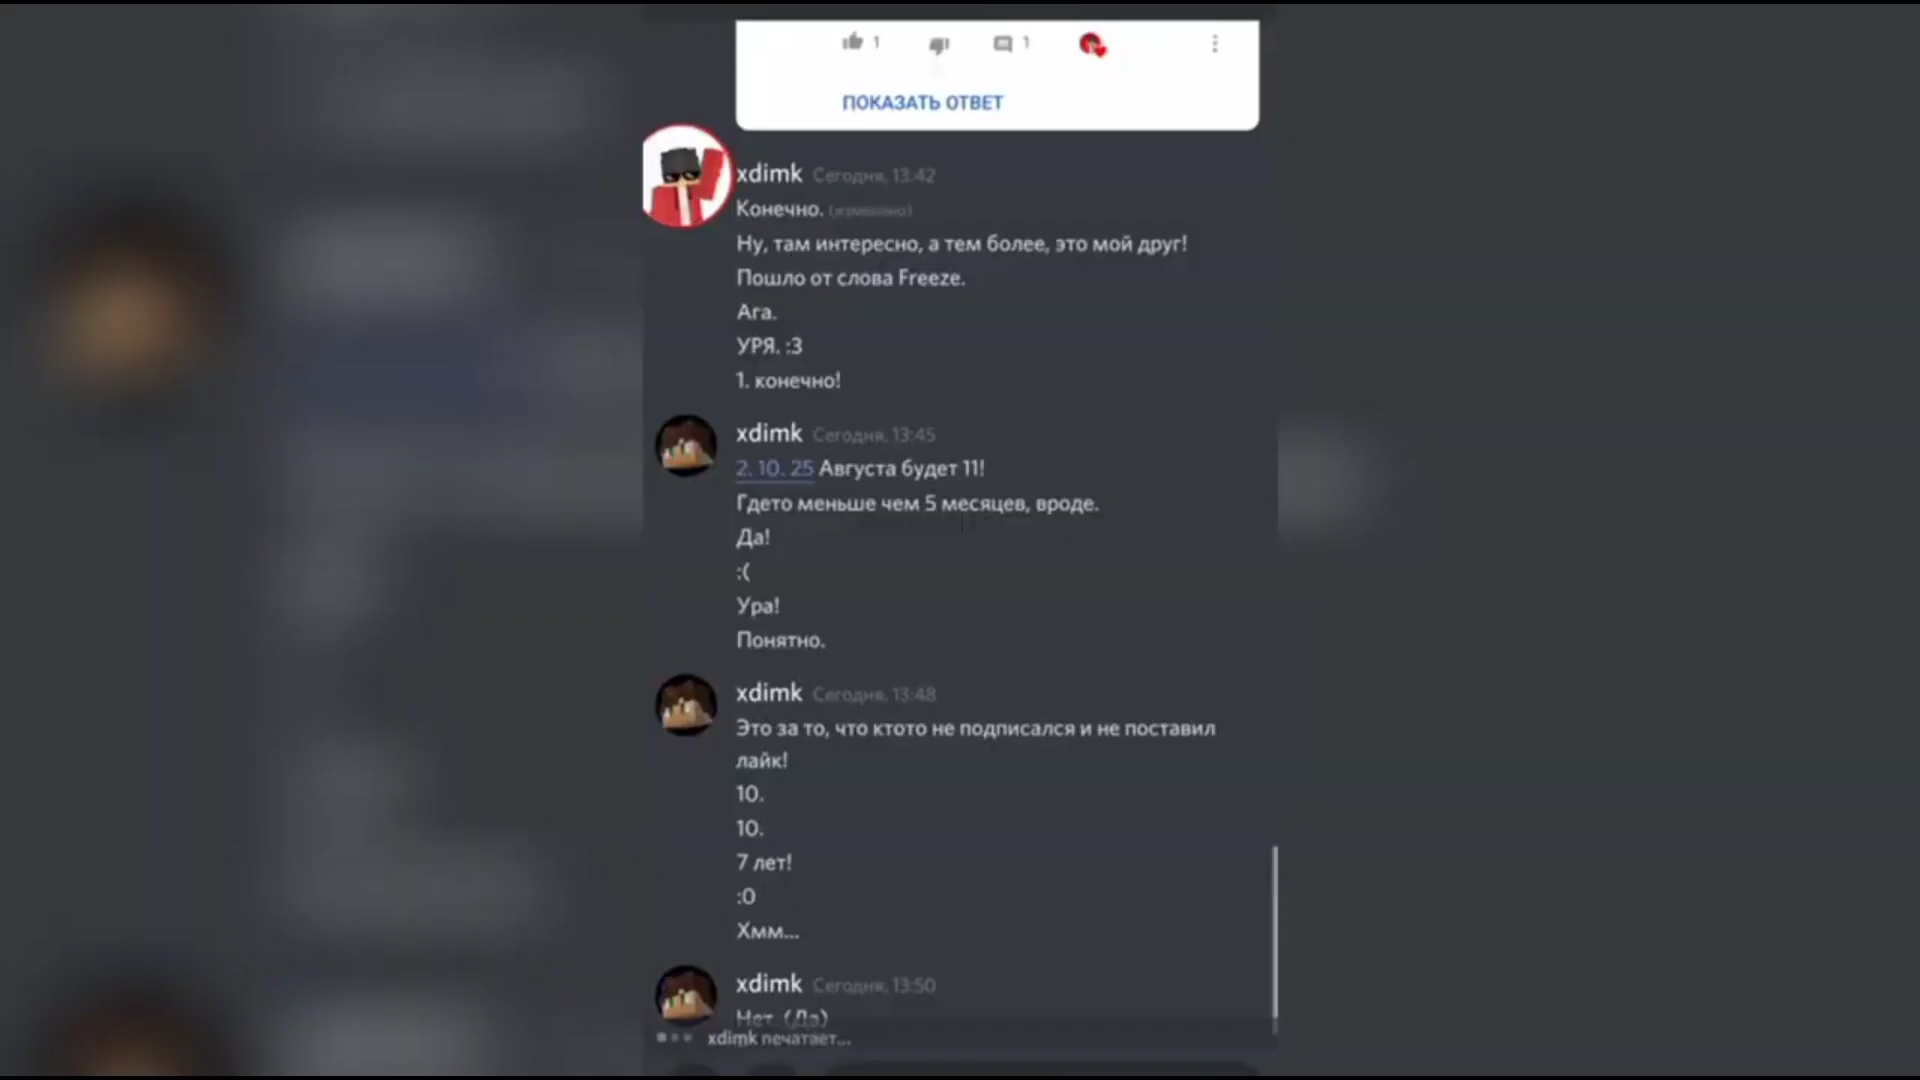 1 1
ПОКАЗАТЬ ОТВЕТ
xdimk Сегодня, 13:42
Конечно. (изменено)
Ну, там интересно, а тем более, это мой друг!
Пошло от слова Freeze.
Ага.
УРЯ. :3
1. конечно!
xdimk Сегодня, 13:45
2. 10. 25 Августа будет 11!
Гдето меньше чем 5 месяцев, вроде.
Да!
:(
Ура!
Понятно.
xdimk Сегодня, 13:48
Это за то, что ктото не подписался и не поставил
лайк!
10.
10.
7 лет!
:0
Хмм...
xdimk Сегодня, 13:50
Нет. (Да)
xdimk печатает...